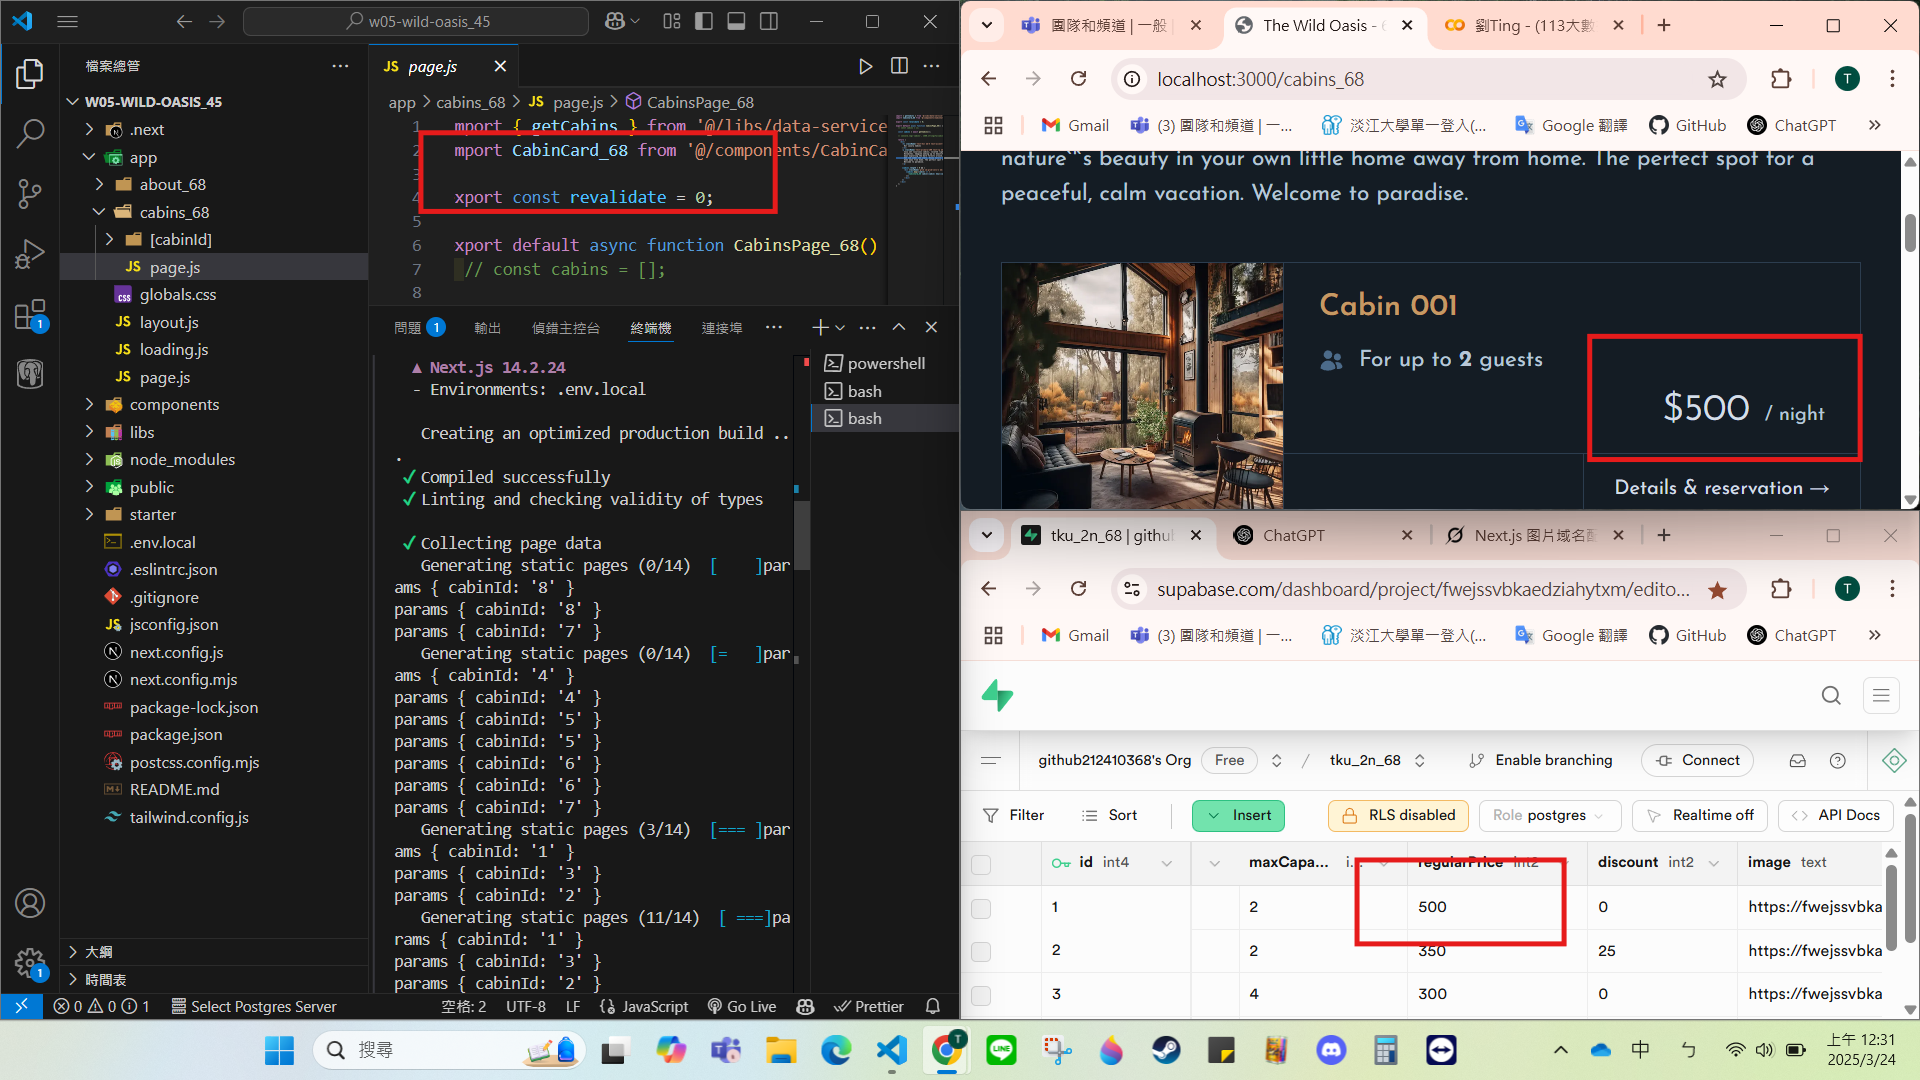 w05-wild-oasis_45
檔案總管
W05-WILD-OASIS_45
.next
app
about_68
cabins_68
[cabinId]
page.js
globals.css
layout.js
loading.js
page.js
components
libs
node_modules
public
starter
.env.local
.eslintrc.json
.gitignore
jsconfig.json
next.config.js
next.config.mjs
package-lock.json
package.json
postcss.config.mjs
README.md
tailwind.config.js
大綱
時間表
page.js
app > cabins_68 > JS page.js > CabinsPage_68
1 mport { getCabins } from '@/libs/data-service
2 mport CabinCard_68 from '@/components/CabinCa
3
4 xport const revalidate = 0;
5
6 xport default async function CabinsPage_68()
7 // const cabins = [];
8
問題 1 輸出 偵錯主控台 終端機 連接埠
powershell
bash
bash
▲ Next.js 14.2.24
- Environments: .env.local
Creating an optimized production build ..
.
✓ Compiled successfully
✓ Linting and checking validity of types
✓ Collecting page data
Generating static pages (0/14) [    ]par
ams { cabinId: '8' }
params { cabinId: '8' }
params { cabinId: '7' }
Generating static pages (0/14) [=   ]par
ams { cabinId: '4' }
params { cabinId: '4' }
params { cabinId: '5' }
params { cabinId: '5' }
params { cabinId: '6' }
params { cabinId: '6' }
params { cabinId: '7' }
Generating static pages (3/14) [=== ]par
ams { cabinId: '1' }
params { cabinId: '3' }
params { cabinId: '2' }
Generating static pages (11/14) [ ===]pa
rams { cabinId: '1' }
params { cabinId: '3' }
params { cabinId: '2' }
0 0 1 Select Postgres Server 空格: 2 UTF-8 LF {} JavaScript Go Live Prettier
團隊和頻道 | 一般 | The Wild Oasis - 劉Ting - (113大數
localhost:3000/cabins_68
Gmail (3) 團隊和頻道 | 一... 淡江大學單一登入(... Google 翻譯 GitHub ChatGPT »
nature's beauty in your own little home away from home. The perfect spot for a
peaceful, calm vacation. Welcome to paradise.
Cabin 001
For up to 2 guests
$500 / night
Details & reservation →
tku_2n_68 | githu ChatGPT Next.js 图片域名
supabase.com/dashboard/project/fwejssvbkaedziahytxm/edito...
Gmail (3) 團隊和頻道 | 一... 淡江大學單一登入(... Google 翻譯 GitHub ChatGPT »
github212410368's Org Free / tku_2n_68 Enable branching Connect
Filter Sort Insert RLS disabled Role postgres Realtime off API Docs
id int4 maxCapa... i... regularPrice int2 discount int2 image text
1 2 500 0 https://fwejssvbka
2 2 350 25 https://fwejssvbka
3 4 300 0 https://fwejssvbka
搜尋
中
上午 12:31
2025/3/24